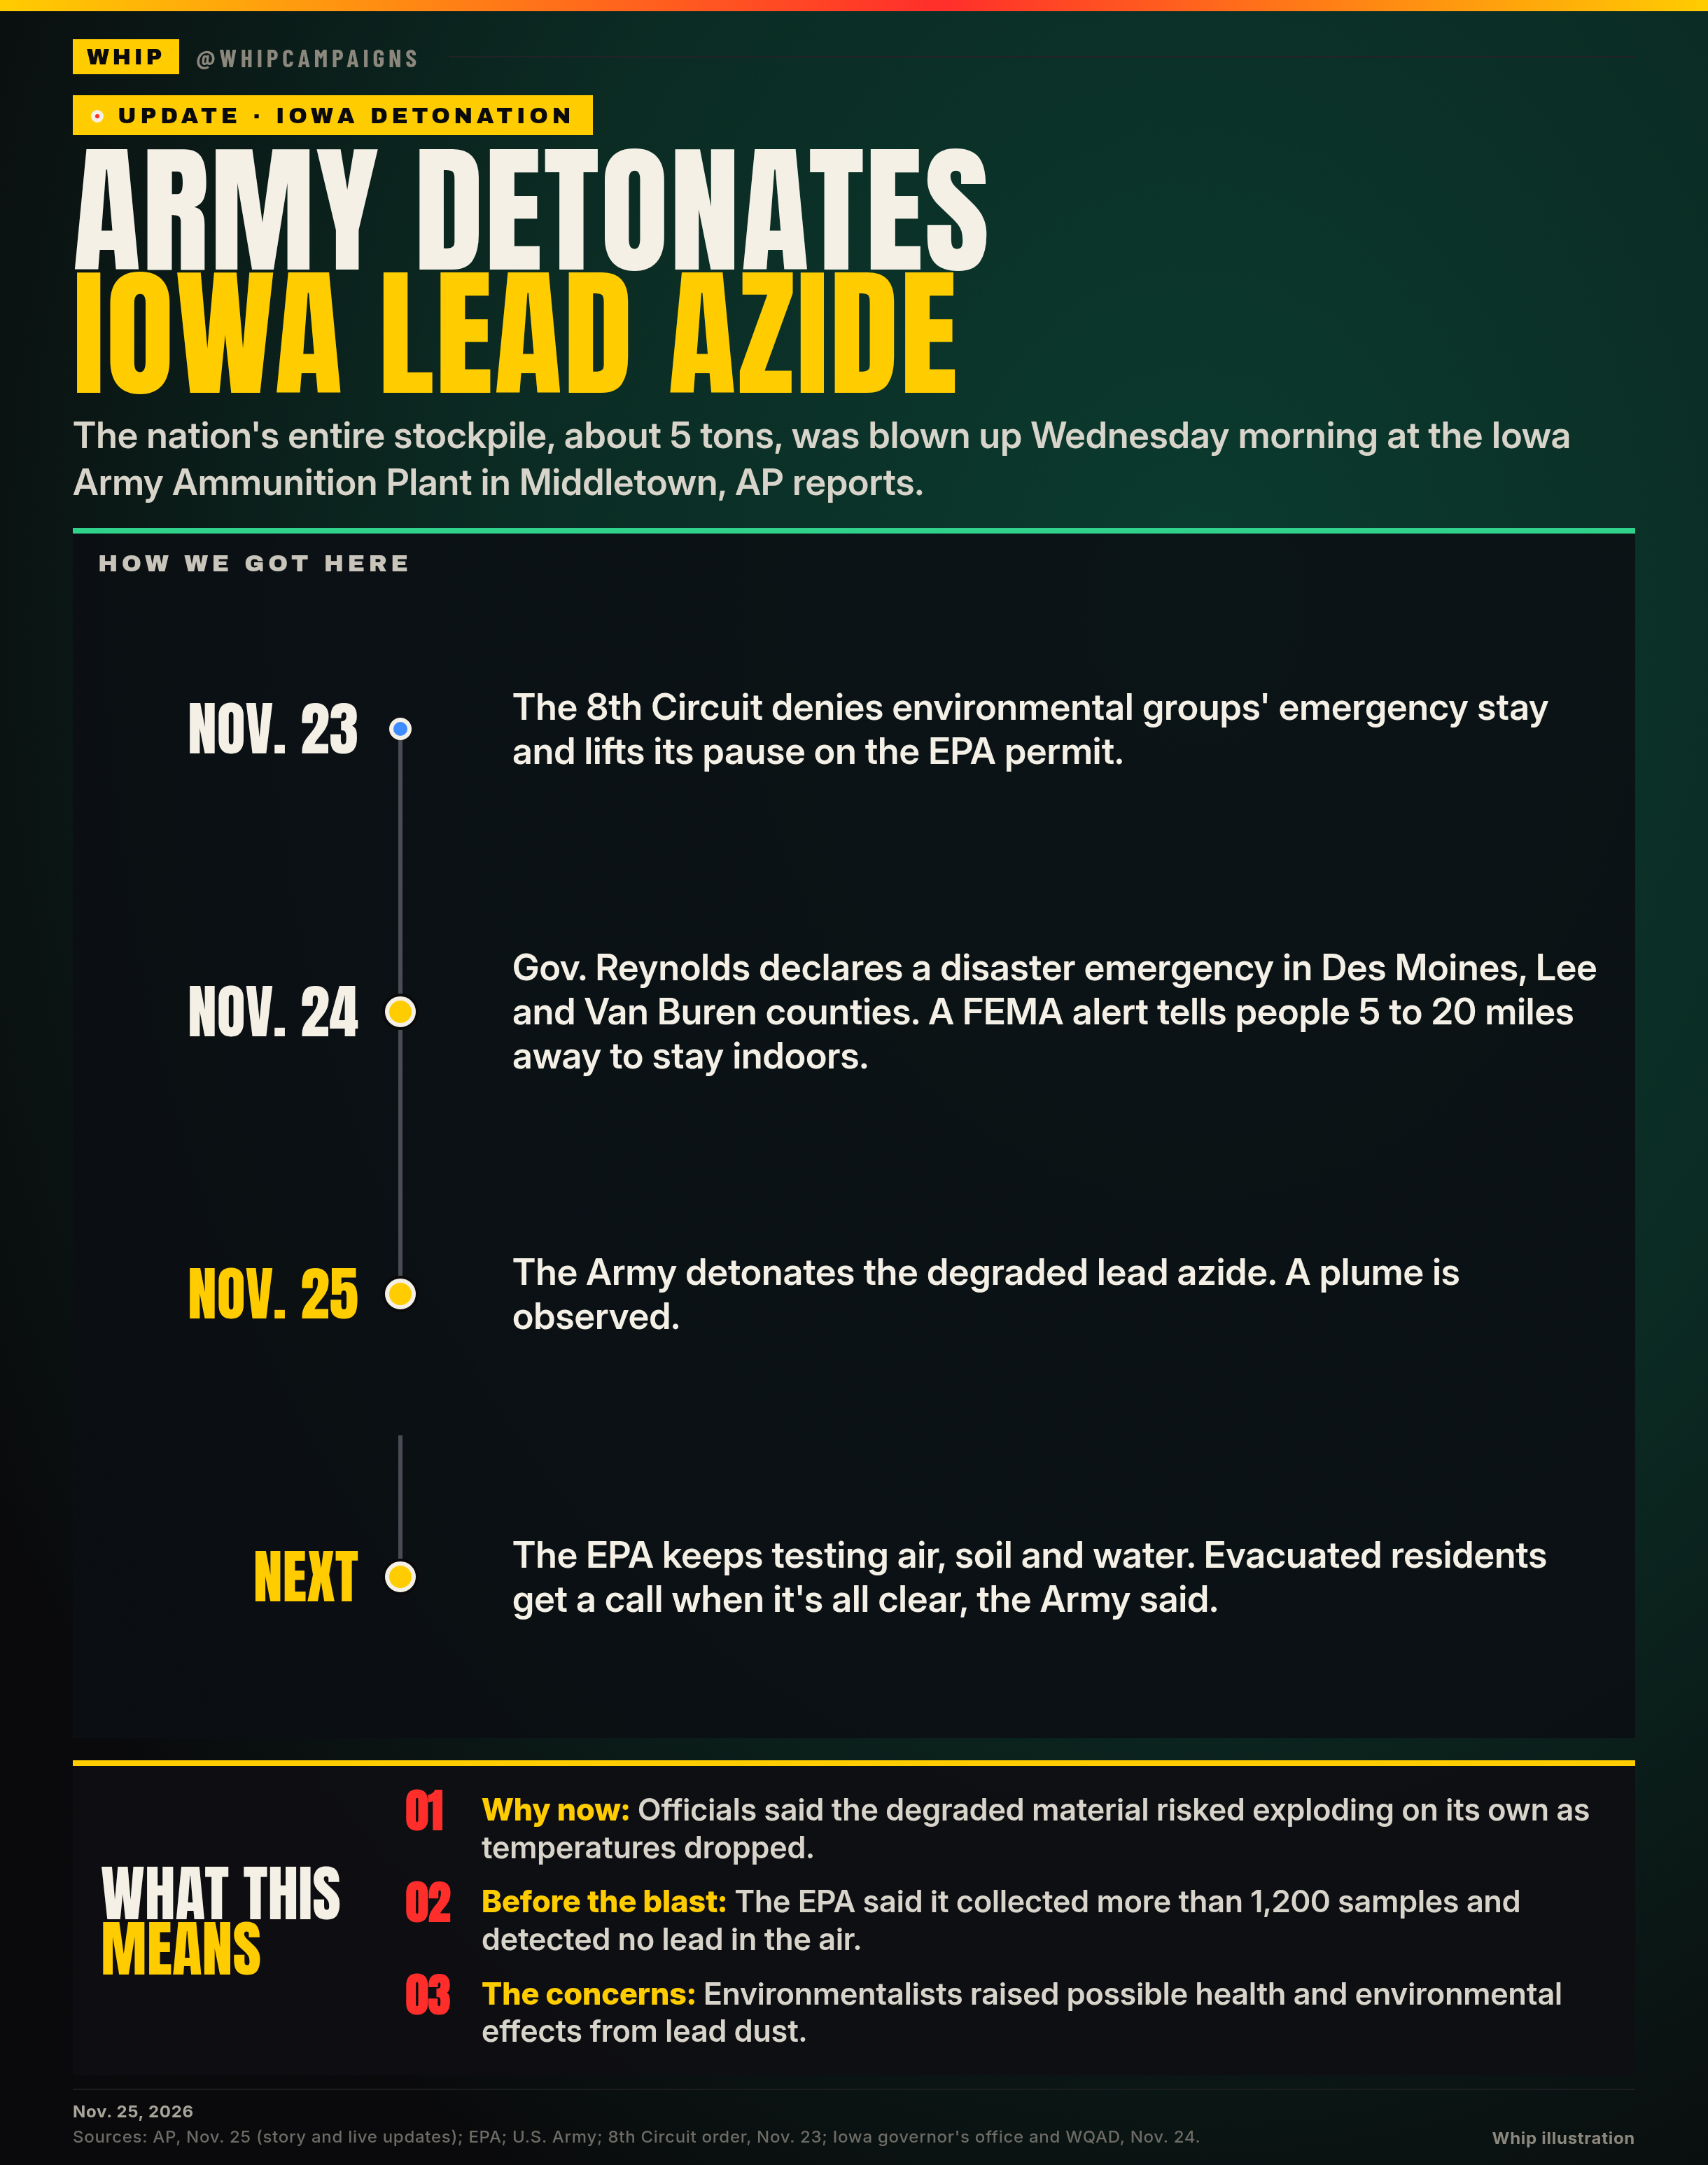 WHIP @WHIPCAMPAIGNS
UPDATE · IOWA DETONATION
ARMY DETONATES
IOWA LEAD AZIDE
The nation's entire stockpile, about 5 tons, was blown up Wednesday morning at the Iowa
Army Ammunition Plant in Middletown, AP reports.
HOW WE GOT HERE
NOV. 23
The 8th Circuit denies environmental groups' emergency stay
and lifts its pause on the EPA permit.
NOV. 24
Gov. Reynolds declares a disaster emergency in Des Moines, Lee
and Van Buren counties. A FEMA alert tells people 5 to 20 miles
away to stay indoors.
NOV. 25
The Army detonates the degraded lead azide. A plume is
observed.
NEXT
The EPA keeps testing air, soil and water. Evacuated residents
get a call when it's all clear, the Army said.
WHAT THIS
MEANS
01 Why now: Officials said the degraded material risked exploding on its own as
temperatures dropped.
02 Before the blast: The EPA said it collected more than 1,200 samples and
detected no lead in the air.
03 The concerns: Environmentalists raised possible health and environmental
effects from lead dust.
Nov. 25, 2026
Sources: AP, Nov. 25 (story and live updates); EPA; U.S. Army; 8th Circuit order, Nov. 23; Iowa governor's office and WQAD, Nov. 24.
Whip illustration